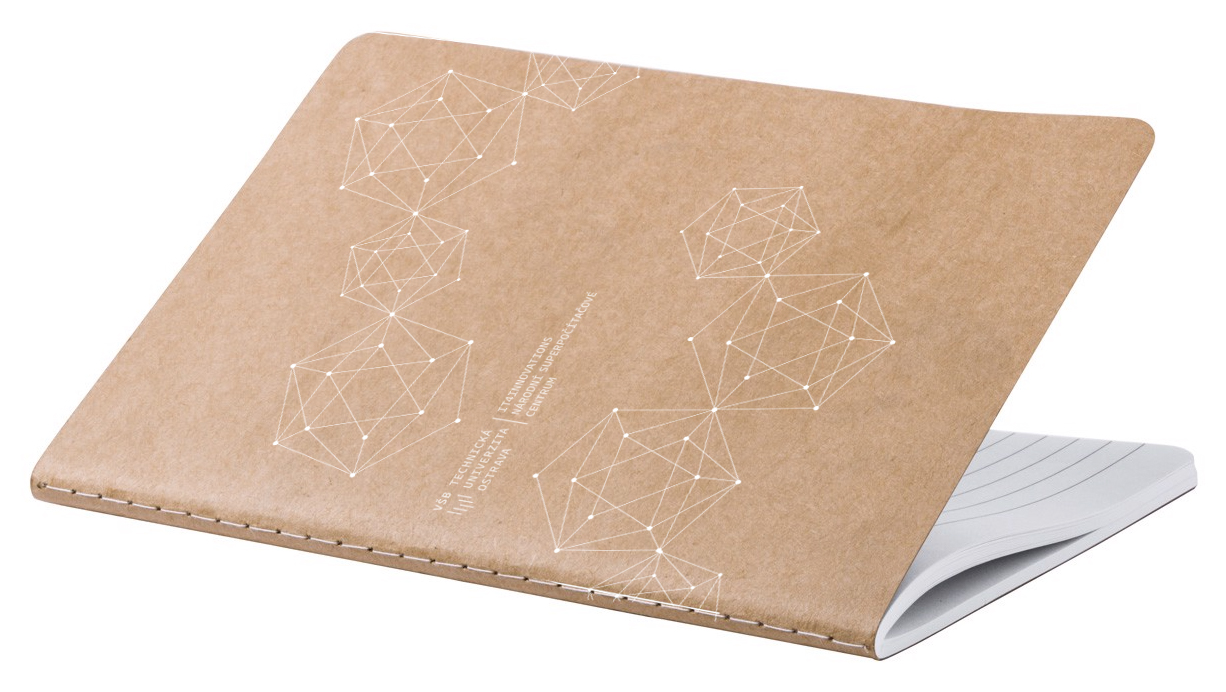 VŠB TECHNICKÁ
UNIVERZITA
OSTRAVA
IT4INNOVATIONS
NÁRODNÍ SUPERPOČÍTAČOVÉ
CENTRUM